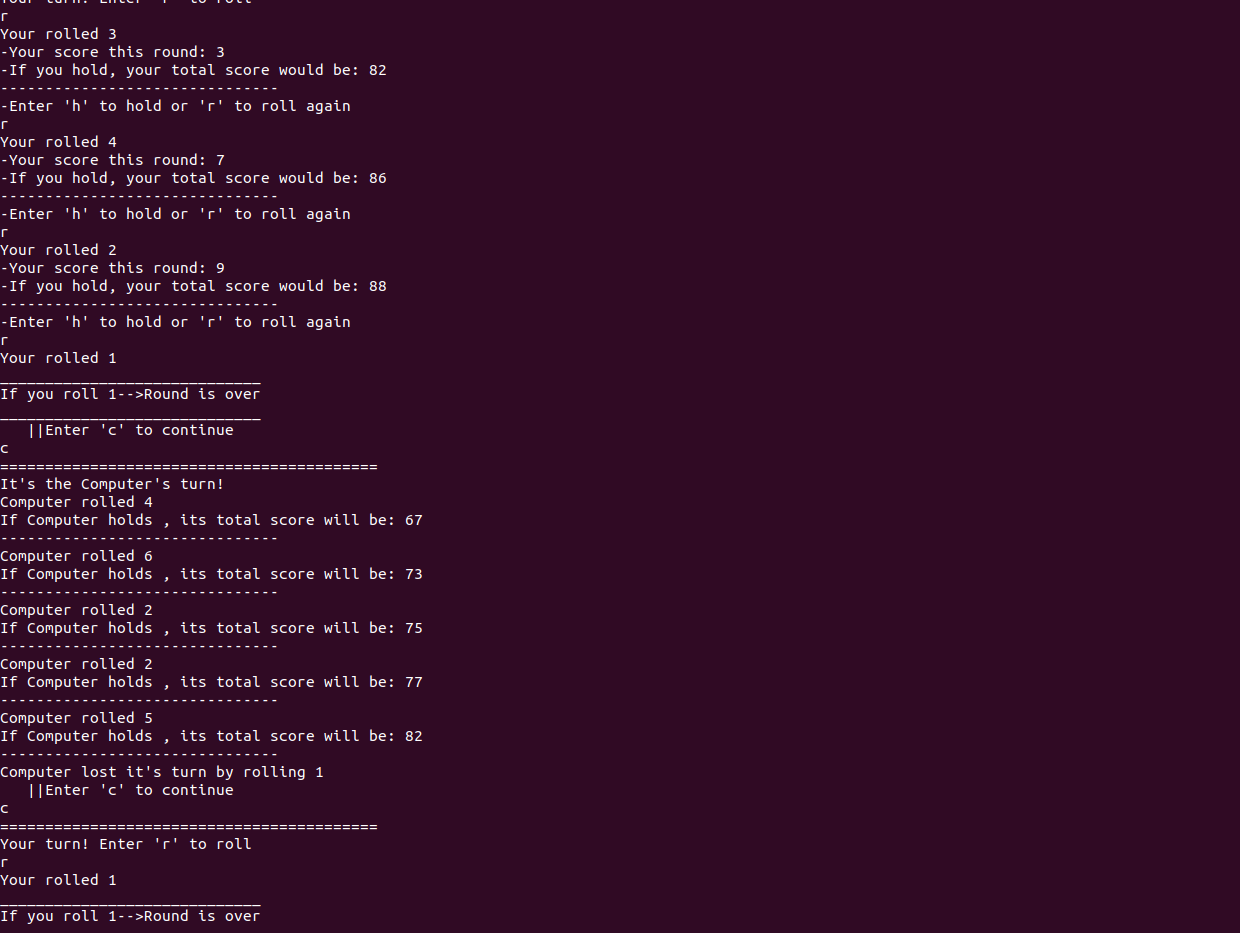 Your turn! Enter 'r' to roll
r
Your rolled 3
-Your score this round: 3
-If you hold, your total score would be: 82
-------------------------------
-Enter 'h' to hold or 'r' to roll again
r
Your rolled 4
-Your score this round: 7
-If you hold, your total score would be: 86
-------------------------------
-Enter 'h' to hold or 'r' to roll again
r
Your rolled 2
-Your score this round: 9
-If you hold, your total score would be: 88
-------------------------------
-Enter 'h' to hold or 'r' to roll again
r
Your rolled 1
_____________________________
If you roll 1-->Round is over
_____________________________
   ||Enter 'c' to continue
c
==========================================
It's the Computer's turn!
Computer rolled 4
If Computer holds , its total score will be: 67
-------------------------------
Computer rolled 6
If Computer holds , its total score will be: 73
-------------------------------
Computer rolled 2
If Computer holds , its total score will be: 75
-------------------------------
Computer rolled 2
If Computer holds , its total score will be: 77
-------------------------------
Computer rolled 5
If Computer holds , its total score will be: 82
-------------------------------
Computer lost it's turn by rolling 1
   ||Enter 'c' to continue
c
==========================================
Your turn! Enter 'r' to roll
r
Your rolled 1
_____________________________
If you roll 1-->Round is over